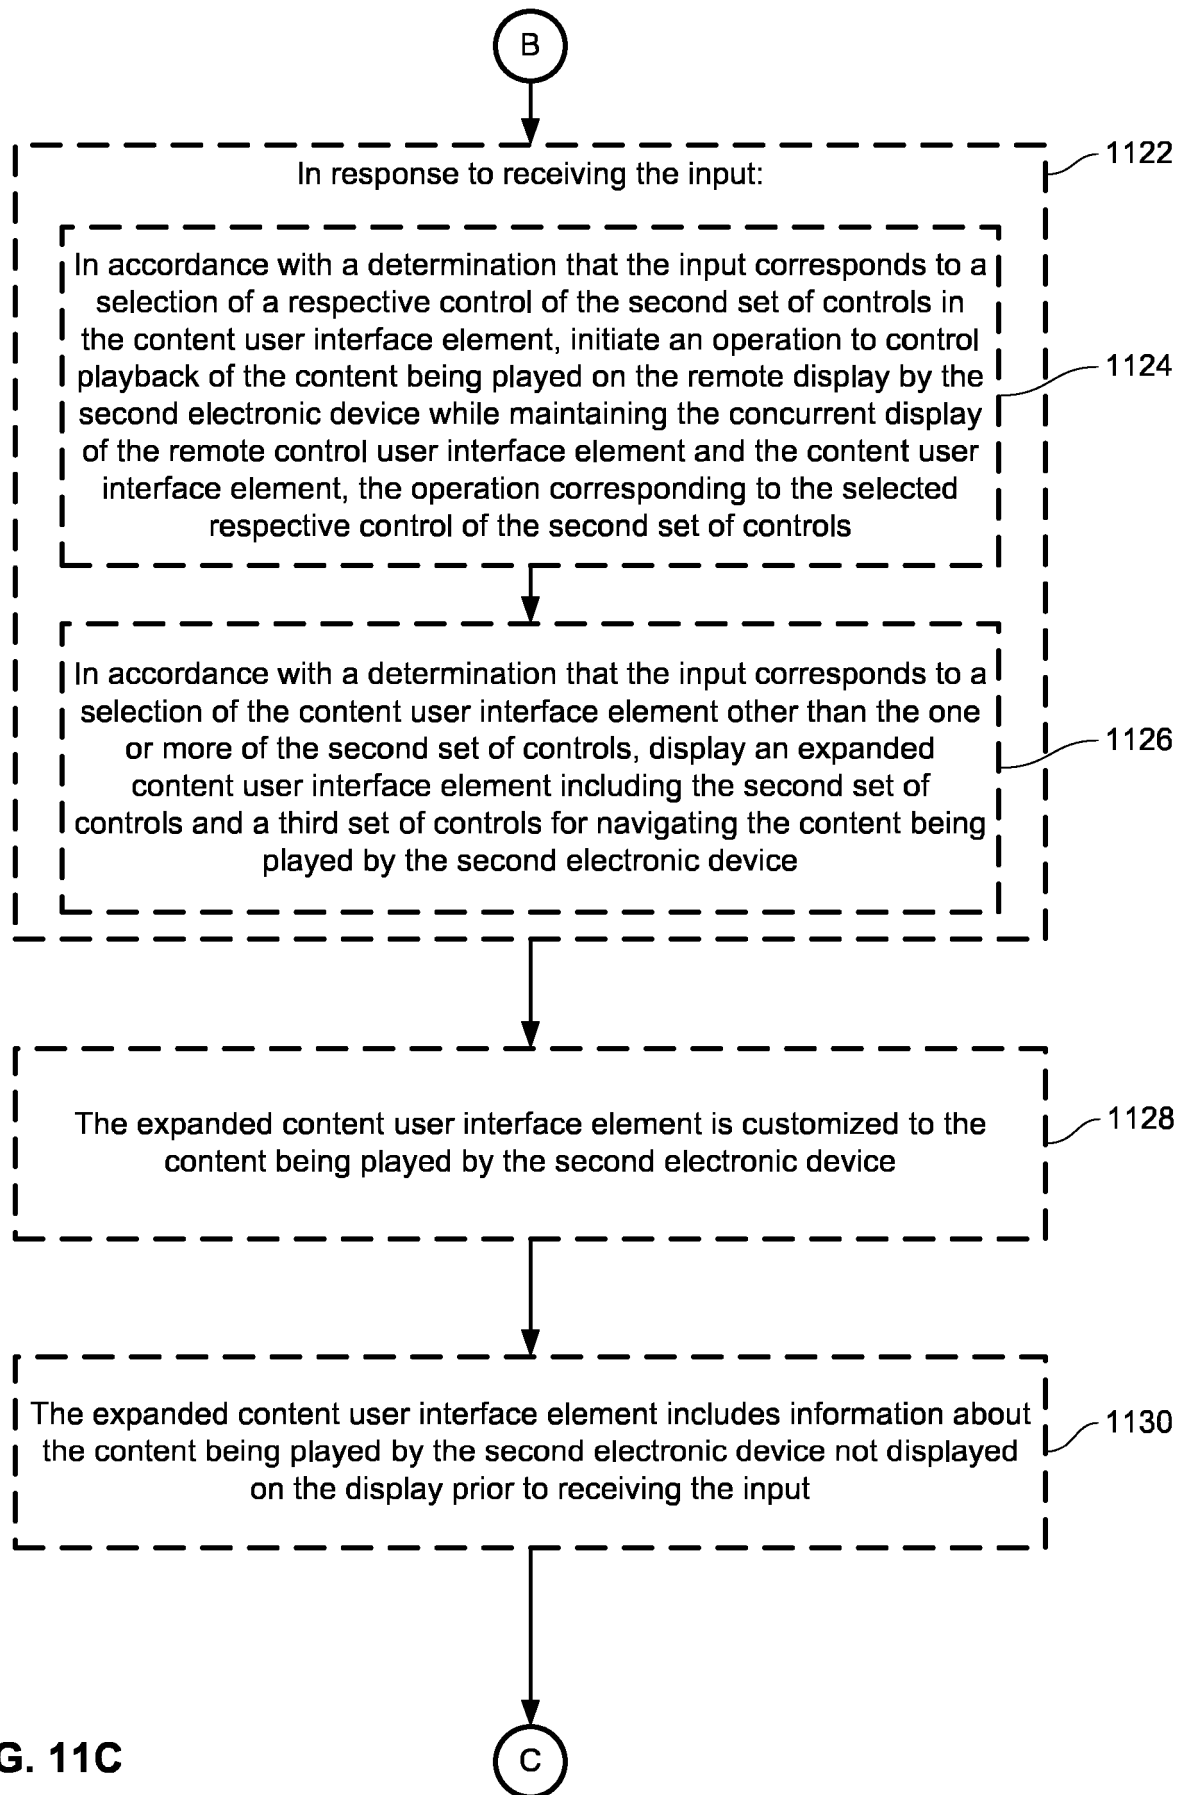 B
1122
In response to receiving the input:
In accordance with a determination that the input corresponds to a
selection of a respective control of the second set of controls in
the content user interface element, initiate an operation to control
playback of the content being played on the remote display by the
second electronic device while maintaining the concurrent display
of the remote control user interface element and the content user
interface element, the operation corresponding to the selected
respective control of the second set of controls
1124
In accordance with a determination that the input corresponds to a
selection of the content user interface element other than the one
or more of the second set of controls, display an expanded
content user interface element including the second set of
controls and a third set of controls for navigating the content being
played by the second electronic device
1126
The expanded content user interface element is customized to the
content being played by the second electronic device
1128
The expanded content user interface element includes information about
the content being played by the second electronic device not displayed
on the display prior to receiving the input
1130
G. 11C
C